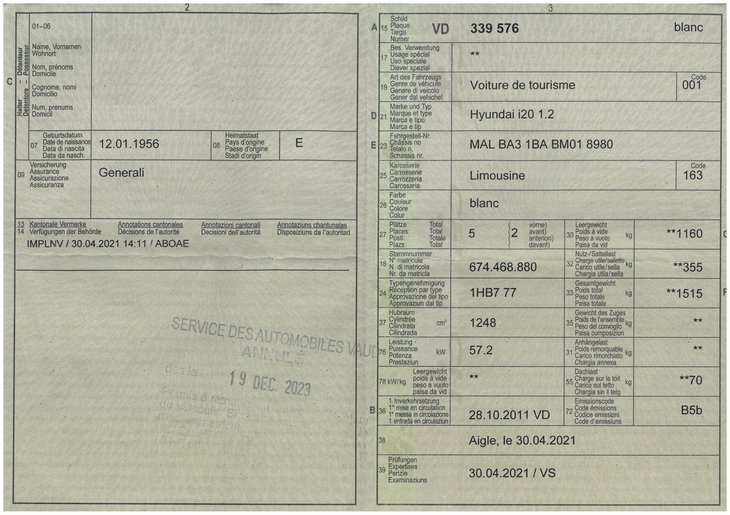 2
01–06
Name, Vornamen
Wohnort
Nom, prénoms
Domicile
Cognome, nomi
Domicilio
Num, prenums
Domicil
C
Halter – Détenteur
Detentore – Possessur
07
Geburtsdatum
Date de naissance
Data di nascita
Data da nasch.
12.01.1956
08
Heimatstaat
Pays d'origine
Paese d'origine
Stadi d'origin
E
09
Versicherung
Assurance
Assicurazione
Assicuranza
Generali
13 Kantonale Vermerke Annotations cantonales Annotazioni cantonali Annotaziuns chantunalas
14 Verfügungen der Behörde Décisions de l'autorité Decisioni dell'autorità Disposiziuns da l'autoritad
IMPLNV / 30.04.2021 14:11 / ABOAE
SERVICE DES AUTOMOBILES VAUD
ANNULÉ
19 DEC. 2023
3
A 15
Schild
Plaque
Targa
Numer
VD 339 576 blanc
17
Bes. Verwendung
Usage spécial
Uso speciale
Diever spezial
**
19
Art des Fahrzeugs
Genre de véhicule
Genere di veicolo
Gener dal vehichel
Voiture de tourisme
Code
001
D 21
Marke und Typ
Marque et type
Marca e tipo
Marca e tip
Hyundai i20 1.2
E 23
Fahrgestell-Nr.
Châssis no
Telaio n.
Schassis nr.
MAL BA3 1BA BM01 8980
25
Karosserie
Carrosserie
Carrozzeria
Carossaria
Limousine
Code
163
26
Farbe
Couleur
Colore
Colur
blanc
27
Plätze: Total
Places: Total
Posti: Totale
Plazs: Total
5
2
vorne)
avant)
anteriori)
davant)
30
Leergewicht
Poids à vide
Peso a vuoto
Paisa da vid
kg
**1160
18
Stammnummer
N° matricule
N. di matricola
Nr. da matricla
674.468.880
32
Nutz-/Sattellast
Charge utile/sellette
Carico utile/sella
Chargia utila/sella
kg
**355
24
Typengenehmigung
Réception par type
Approvazione del tipo
Approvaziun dal tip
1HB7 77
33
Gesamtgewicht
Poids total
Peso totale
Paisa totala
kg
**1515
37
Hubraum
Cylindrée
Cilindrata
Cilindrada
cm³
1248
35
Gewicht des Zuges
Poids de l'ensemble
Peso del convoglio
Paisa cumposiziun
kg
**
76
Leistung
Puissance
Potenza
Prestaziun
kW
57.2
31
Anhängelast
Poids remorquable
Carico rimorchiato
Chargia annexa
kg
**
78 kW/kg
Leergewicht
poids à vide
peso a vuoto
paisa da vid
**
55
Dachlast
Charge sur le toit
Carico sul tetto
Chargia sin il tetg
kg
**70
B 36
1. Inverkehrsetzung
1re mise en circulation
1a messa in circolazione
1. entrada en circulaziun
28.10.2011 VD
72
Emissionscode
Code émissions
Codice emissioni
Code d'emissiuns
B5b
38
Aigle, le 30.04.2021
39
Prüfungen
Expertises
Perizie
Examinaziuns
30.04.2021 / VS